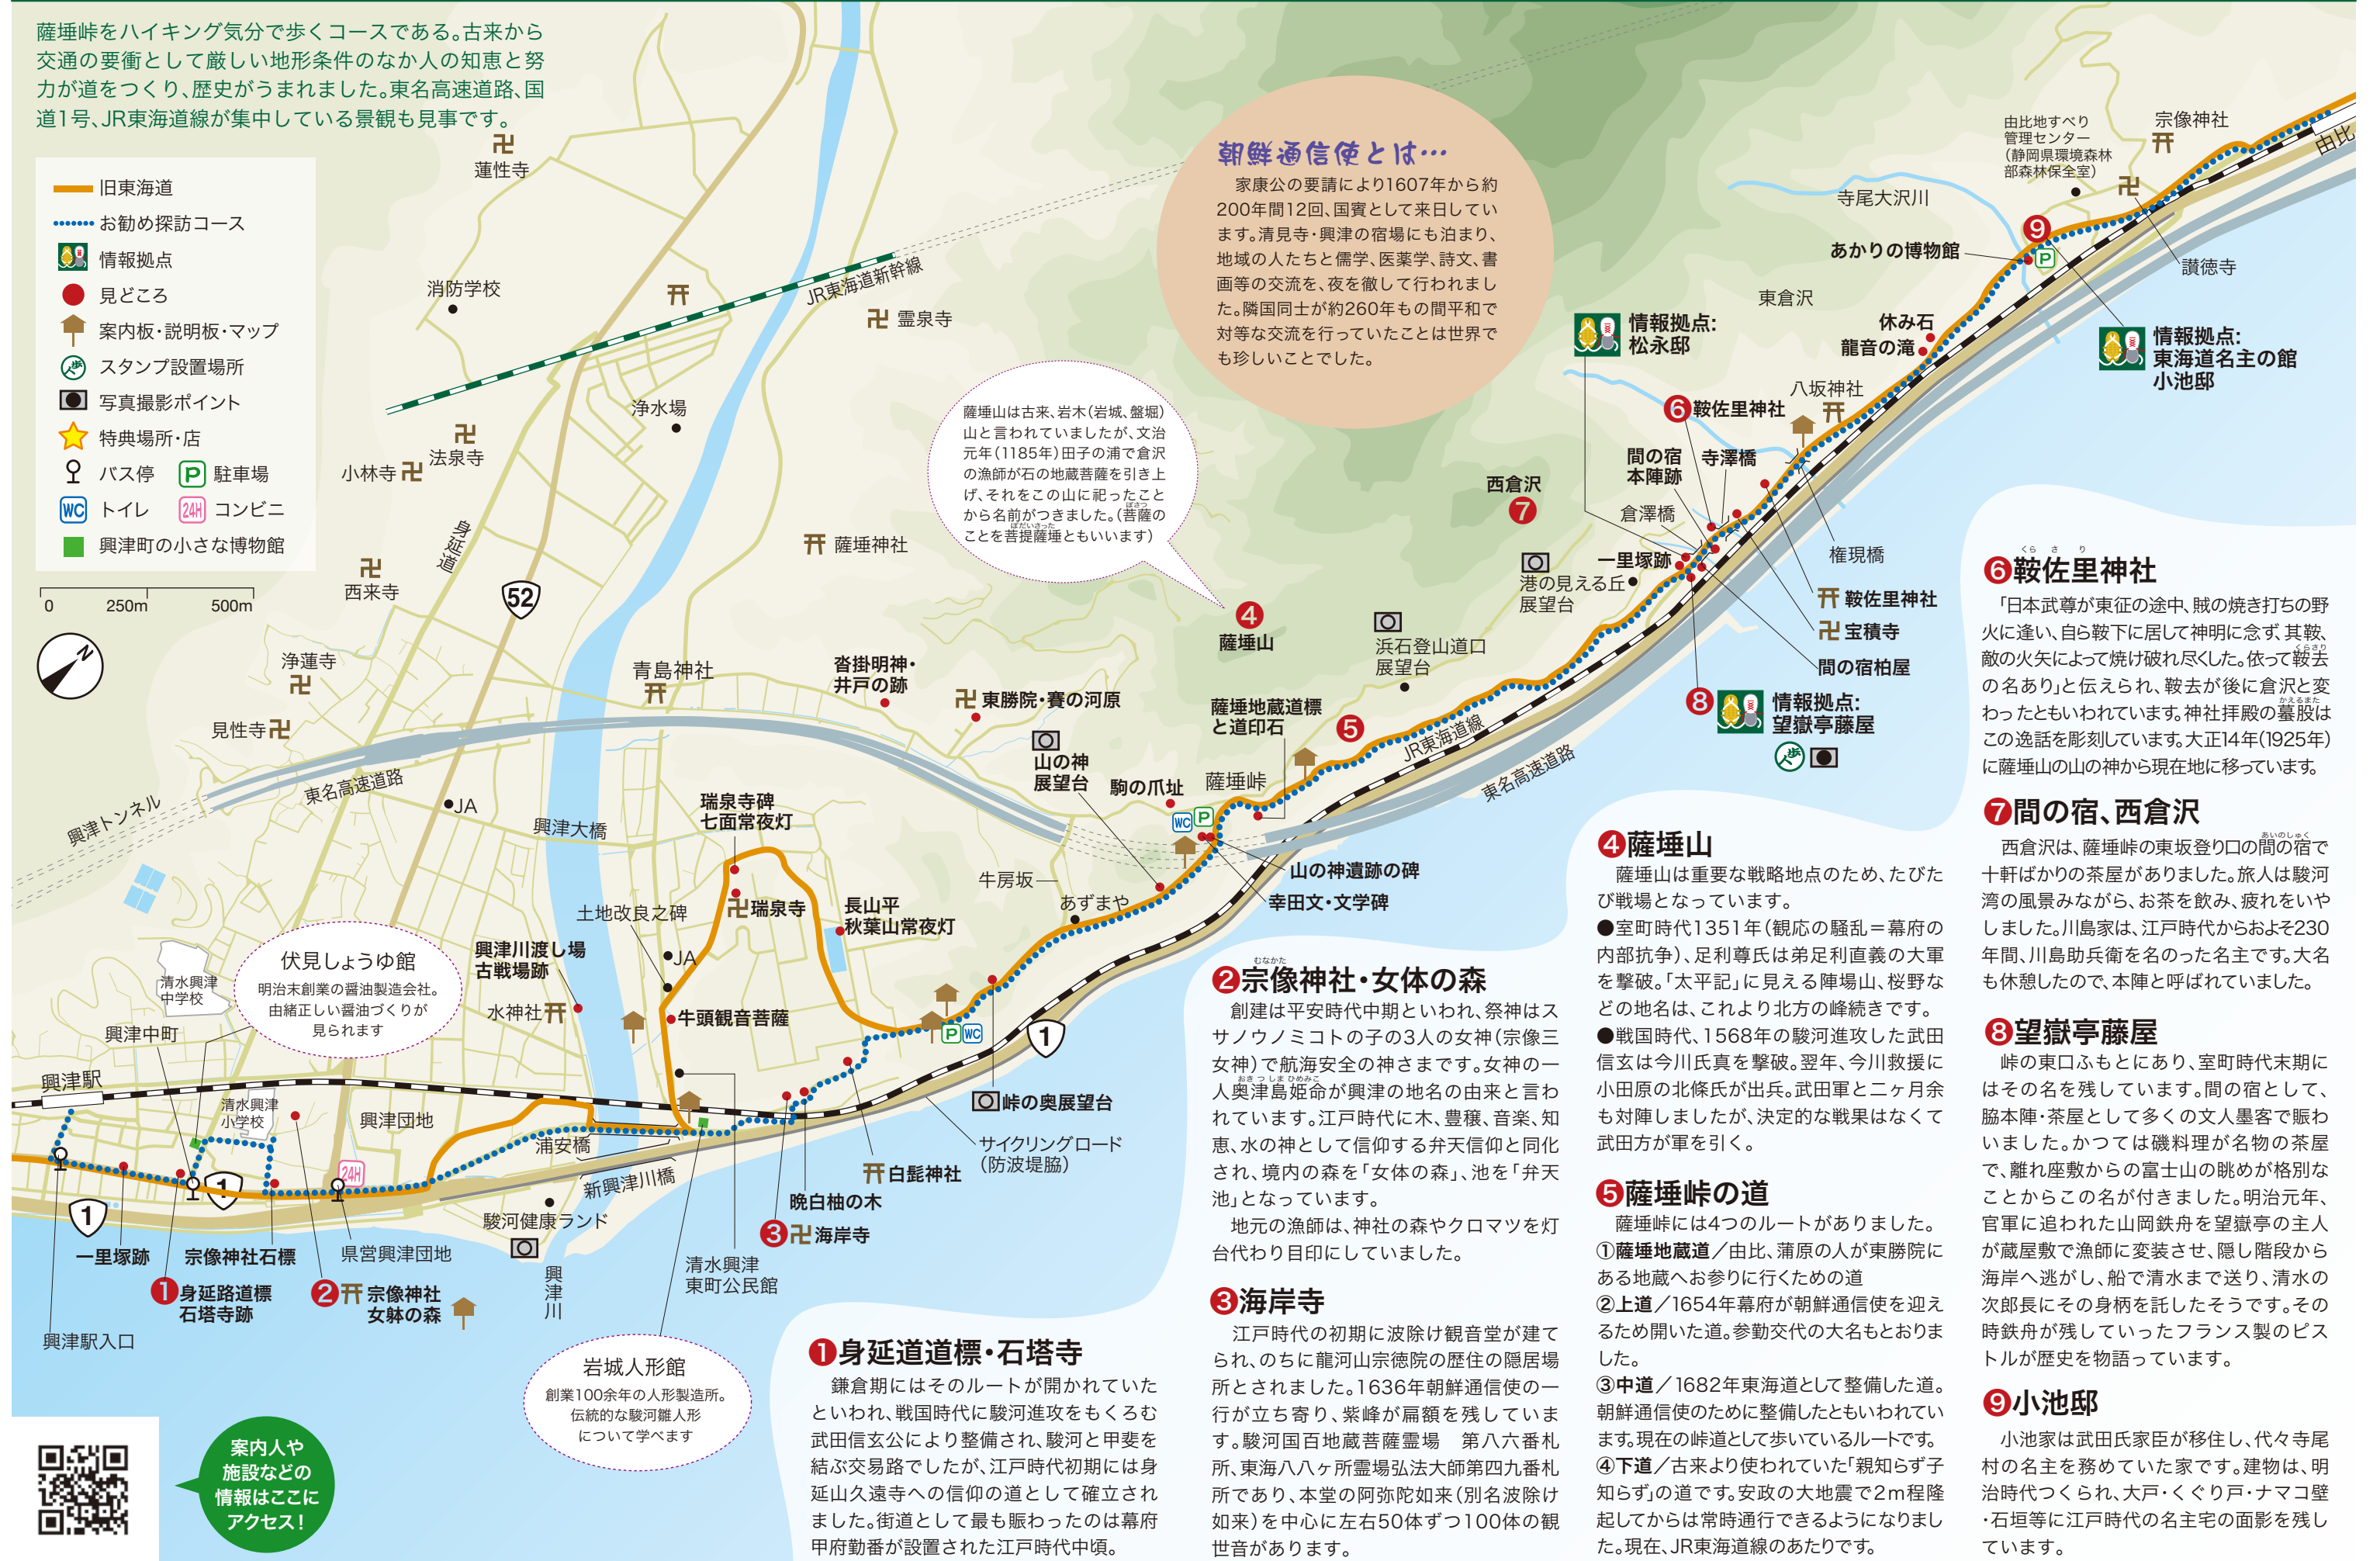 薩埵峠をハイキング気分で歩くコースである。古来から
交通の要衝として厳しい地形条件のなか人の知恵と努
力が道をつくり、歴史がうまれました。東名高速道路、国
道1号、JR東海道線が集中している景観も見事です。
旧東海道
お勧め探訪コース
情報拠点
見どころ
案内板・説明板・マップ
スタンプ設置場所
写真撮影ポイント
特典場所・店
バス停
P
駐車場
WC
トイレ
24H
コンビニ
興津町の小さな博物館
0 250m 500m
N
蓮性寺
消防学校
JR東海道新幹線
霊泉寺
浄水場
法泉寺
小林寺
身延道
西来寺
52
薩埵神社
浄蓮寺
見性寺
青島神社
沓掛明神・
井戸の跡
東勝院・賽の河原
東名高速道路
興津トンネル
JA
興津大橋
山の神
展望台
駒の爪址
薩埵峠
WC
P
薩埵地蔵道標
と道印石
浜石登山道口
展望台
港の見える丘
展望台
JR東海道線
東名高速道路
山の神遺跡の碑
幸田文・文学碑
牛房坂
あずまや
瑞泉寺碑
七面常夜灯
瑞泉寺
長山平
秋葉山常夜灯
土地改良之碑
JA
興津川渡し場
古戦場跡
水神社
牛頭観音菩薩
P
WC
1
峠の奥展望台
サイクリングロード
(防波堤脇)
白髭神社
晩白柚の木
3
海岸寺
清水興津
東町公民館
新興津川橋
浦安橋
駿河健康ランド
興津川
興津団地
24H
県営興津団地
清水興津
中学校
興津中町
興津駅
清水興津
小学校
1
1
一里塚跡
宗像神社石標
1
身延路道標
石塔寺跡
2
宗像神社
女躰の森
興津駅入口
伏見しょうゆ館
明治末創業の醤油製造会社。
由緒正しい醤油づくりが
見られます
岩城人形館
創業100余年の人形製造所。
伝統的な駿河雛人形
について学べます
案内人や
施設などの
情報はここに
アクセス!
朝鮮通信使とは…
家康公の要請により1607年から約
200年間12回、国賓として来日してい
ます。清見寺・興津の宿場にも泊まり、
地域の人たちと儒学、医薬学、詩文、書
画等の交流を、夜を徹して行われまし
た。隣国同士が約260年もの間平和で
対等な交流を行っていたことは世界で
も珍しいことでした。
薩埵山は古来、岩木(岩城、盤堀)
山と言われていましたが、文治
元年(1185年)田子の浦で倉沢
の漁師が石の地蔵菩薩を引き上
げ、それをこの山に祀ったこと
から名前がつきました。(菩薩の
ことを菩提薩埵ともいいます)
ぼさつ
ぼだいさった
4
薩埵山
5
西倉沢
7
情報拠点:
松永邸
6
鞍佐里神社
八坂神社
間の宿
本陣跡
寺澤橋
倉澤橋
一里塚跡
権現橋
鞍佐里神社
宝積寺
間の宿柏屋
8
情報拠点:
望嶽亭藤屋
東倉沢
休み石
龍音の滝
あかりの博物館
寺尾大沢川
9
P
情報拠点:
東海道名主の館
小池邸
由比地すべり
管理センター
(静岡県環境森林
部森林保全室)
宗像神社
讃徳寺
由比
1身延道道標・石塔寺
鎌倉期にはそのルートが開かれていた
といわれ、戦国時代に駿河進攻をもくろむ
武田信玄公により整備され、駿河と甲斐を
結ぶ交易路でしたが、江戸時代初期には身
延山久遠寺への信仰の道として確立され
ました。街道として最も賑わったのは幕府
甲府勤番が設置された江戸時代中頃。
むなかた
2宗像神社・女体の森
創建は平安時代中期といわれ、祭神はス
サノウノミコトの子の3人の女神(宗像三
女神)で航海安全の神さまです。女神の一
おきつしまひめみこ
人奥津島姫命が興津の地名の由来と言わ
れています。江戸時代に木、豊穣、音楽、知
恵、水の神として信仰する弁天信仰と同化
され、境内の森を「女体の森」、池を「弁天
池」となっています。
地元の漁師は、神社の森やクロマツを灯
台代わり目印にしていました。
3海岸寺
江戸時代の初期に波除け観音堂が建て
られ、のちに龍河山宗徳院の歴住の隠居場
所とされました。1636年朝鮮通信使の一
行が立ち寄り、紫峰が扁額を残していま
す。駿河国百地蔵菩薩霊場 第八六番札
所、東海八八ヶ所霊場弘法大師第四九番札
所であり、本堂の阿弥陀如来(別名波除け
如来)を中心に左右50体ずつ100体の観
世音があります。
4薩埵山
薩埵山は重要な戦略地点のため、たびた
び戦場となっています。
●室町時代1351年(観応の騒乱=幕府の
内部抗争)、足利尊氏は弟足利直義の大軍
を撃破。「太平記」に見える陣場山、桜野な
どの地名は、これより北方の峰続きです。
●戦国時代、1568年の駿河進攻した武田
信玄は今川氏真を撃破。翌年、今川救援に
小田原の北條氏が出兵。武田軍と二ヶ月余
も対陣しましたが、決定的な戦果はなくて
武田方が軍を引く。
5薩埵峠の道
薩埵峠には4つのルートがありました。
①薩埵地蔵道/由比、蒲原の人が東勝院に
ある地蔵へお参りに行くための道
②上道/1654年幕府が朝鮮通信使を迎え
るため開いた道。参勤交代の大名もとおりま
した。
③中道/1682年東海道として整備した道。
朝鮮通信使のために整備したともいわれてい
ます。現在の峠道として歩いているルートです。
④下道/古来より使われていた「親知らず子
知らず」の道です。安政の大地震で2m程隆
起してからは常時通行できるようになりまし
た。現在、JR東海道線のあたりです。
くらさり
6鞍佐里神社
「日本武尊が東征の途中、賊の焼き打ちの野
火に逢い、自ら鞍下に居して神明に念ず、其鞍、
くらさり
敵の火矢によって焼け破れ尽くした。依って鞍去
の名あり」と伝えられ、鞍去が後に倉沢と変
かえるまた
わったともいわれています。神社拝殿の蟇股は
この逸話を彫刻しています。大正14年(1925年)
に薩埵山の山の神から現在地に移っています。
7間の宿、西倉沢
あいのしゅく
西倉沢は、薩埵峠の東坂登り口の間の宿で
十軒ばかりの茶屋がありました。旅人は駿河
湾の風景みながら、お茶を飲み、疲れをいや
しました。川島家は、江戸時代からおよそ230
年間、川島助兵衛を名のった名主です。大名
も休憩したので、本陣と呼ばれていました。
8望嶽亭藤屋
峠の東口ふもとにあり、室町時代末期に
はその名を残しています。間の宿として、
脇本陣・茶屋として多くの文人墨客で賑わ
いました。かつては磯料理が名物の茶屋
で、離れ座敷からの富士山の眺めが格別な
ことからこの名が付きました。明治元年、
官軍に追われた山岡鉄舟を望嶽亭の主人
が蔵屋敷で漁師に変装させ、隠し階段から
海岸へ逃がし、船で清水まで送り、清水の
次郎長にその身柄を託したそうです。その
時鉄舟が残していったフランス製のピス
トルが歴史を物語っています。
9小池邸
小池家は武田氏家臣が移住し、代々寺尾
村の名主を務めていた家です。建物は、明
治時代つくられ、大戸・くぐり戸・ナマコ壁
・石垣等に江戸時代の名主宅の面影を残し
ています。